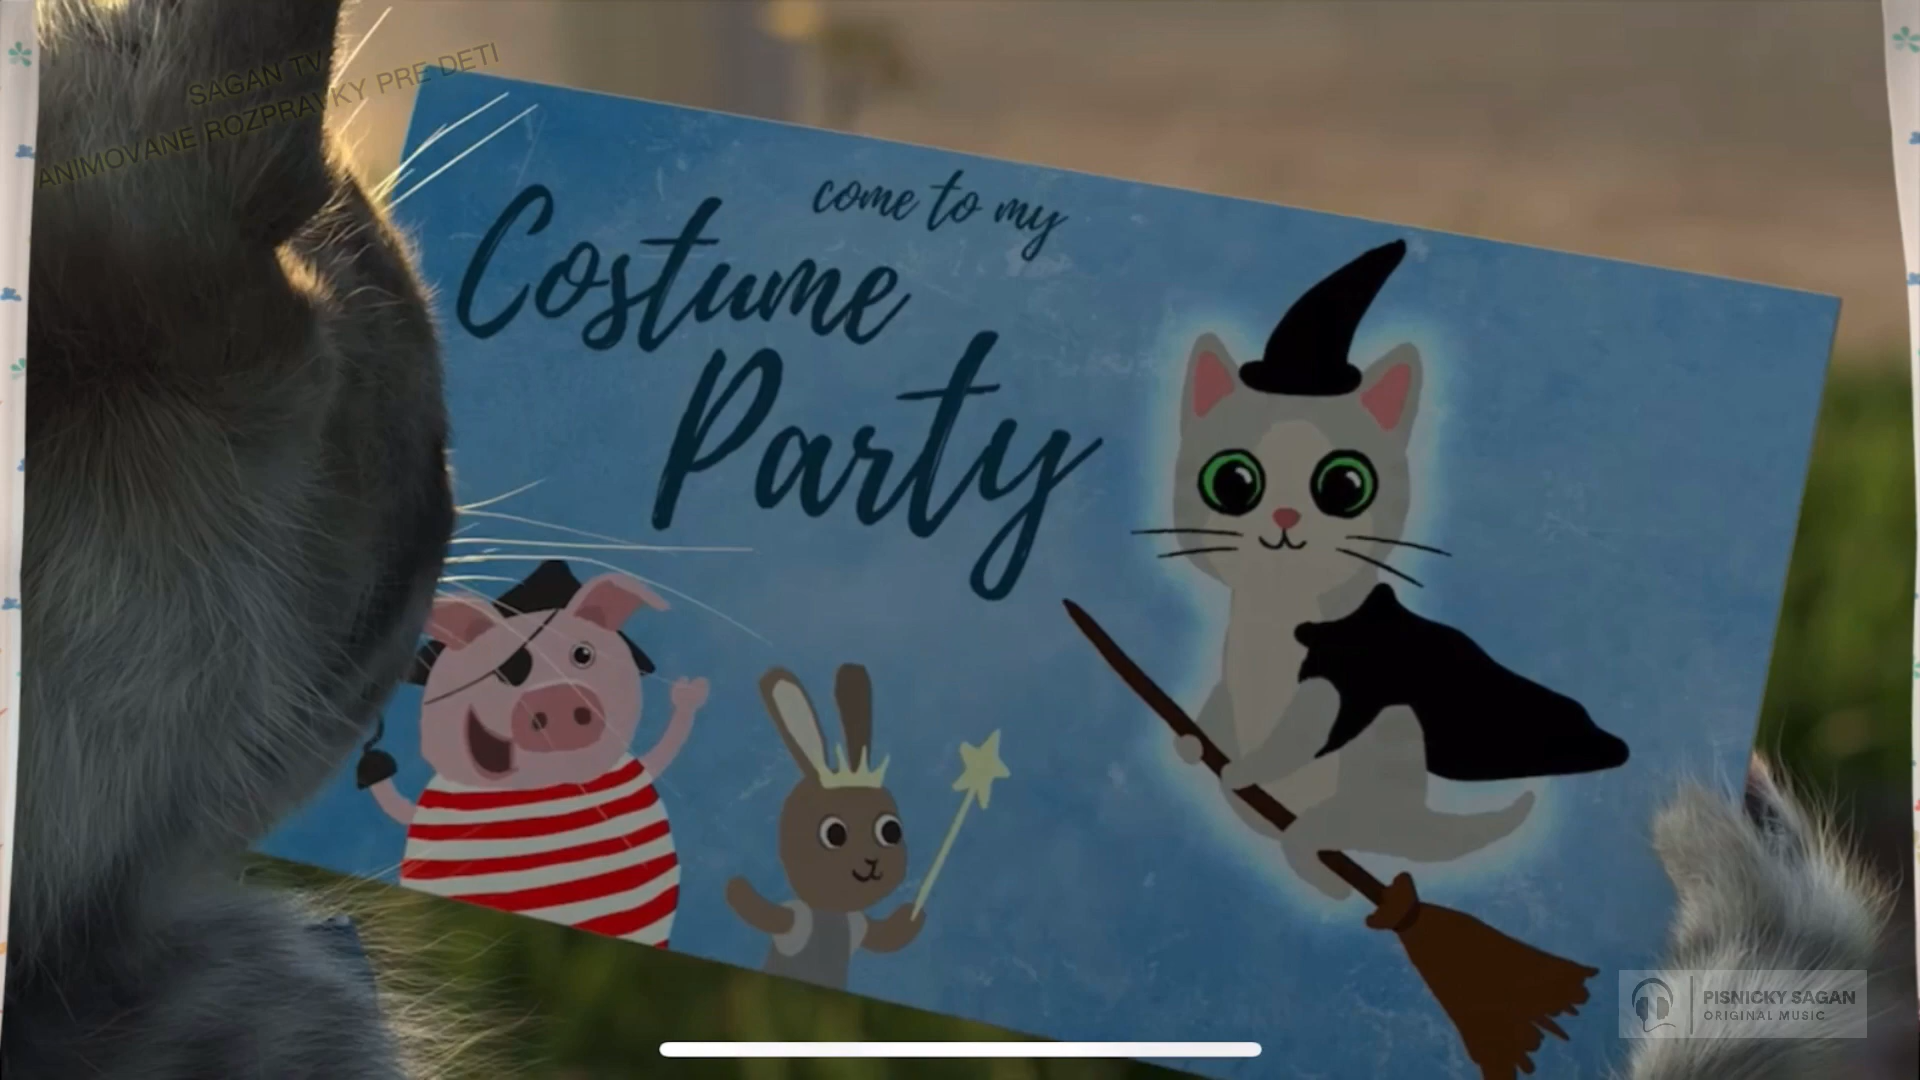 SAGAN TV
ANIMOVANE ROZPRAVKY PRE DETI
come to my
Costume
Party
PISNICKY SAGAN
ORIGINAL MUSIC